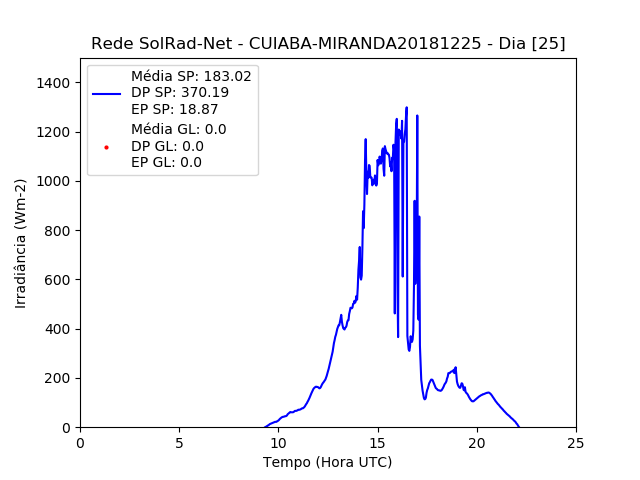 Rede SolRad-Net - CUIABA-MIRANDA20181225 - Dia [25]
Média SP: 183.02
DP SP: 370.19
EP SP: 18.87
Média GL: 0.0
DP GL: 0.0
EP GL: 0.0
Irradiância (Wm-2)
1400
1200
1000
800
600
400
200
0
0 5 10 15 20 25
Tempo (Hora UTC)